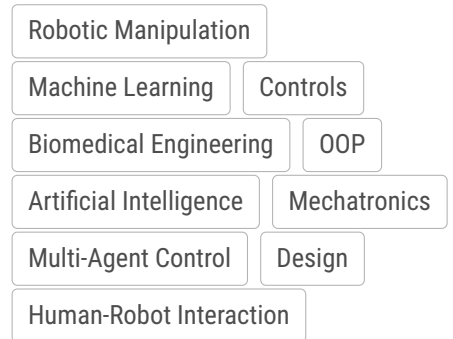 Robotic Manipulation
Machine Learning Controls
Biomedical Engineering OOP
Artificial Intelligence Mechatronics
Multi-Agent Control Design
Human-Robot Interaction